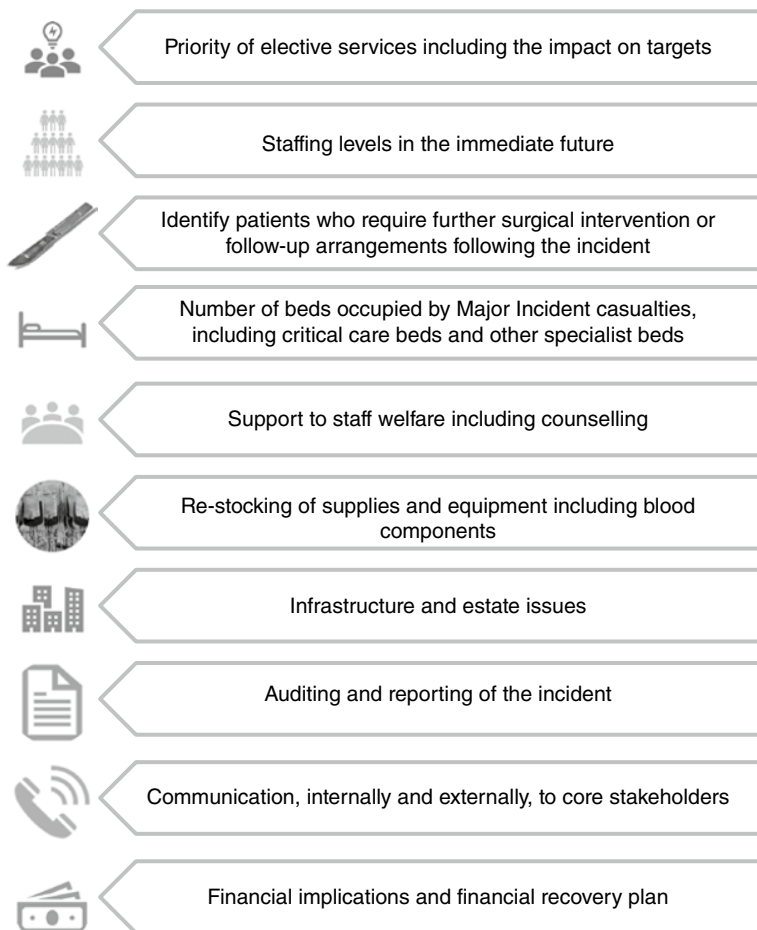 Priority of elective services including the impact on targets
Staffing levels in the immediate future
Identify patients who require further surgical intervention or
follow-up arrangements following the incident
Number of beds occupied by Major Incident casualties,
including critical care beds and other specialist beds
Support to staff welfare including counselling
Re-stocking of supplies and equipment including blood
components
Infrastructure and estate issues
Auditing and reporting of the incident
Communication, internally and externally, to core stakeholders
Financial implications and financial recovery plan